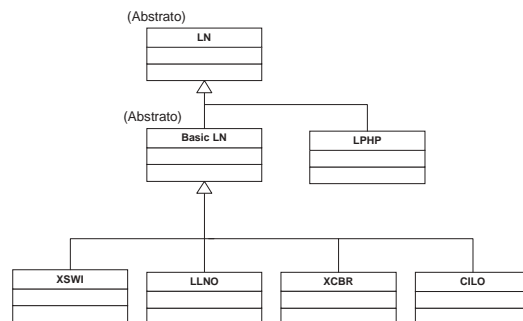 (Abstrato)
LN
(Abstrato)
Basic LN
LPHP
XSWI
LLNO
XCBR
CILO